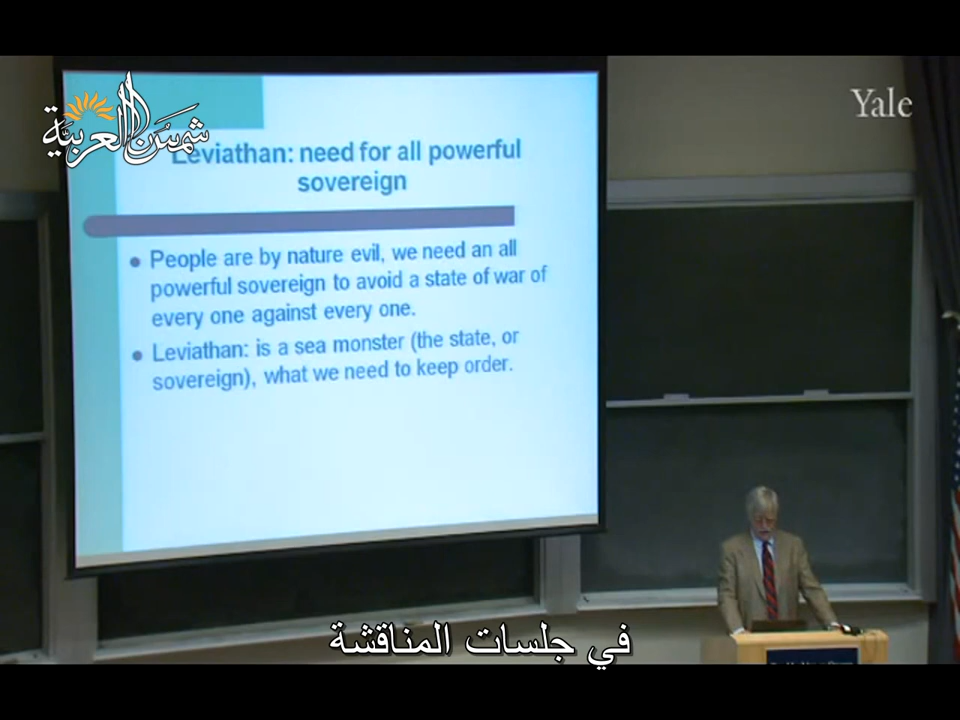 شمس العربية
Yale
Leviathan: need for all powerful
sovereign
People are by nature evil, we need an all
powerful sovereign to avoid a state of war of
every one against every one.
Leviathan: is a sea monster (the state, or
sovereign), what we need to keep order.
في جلسات المناقشة